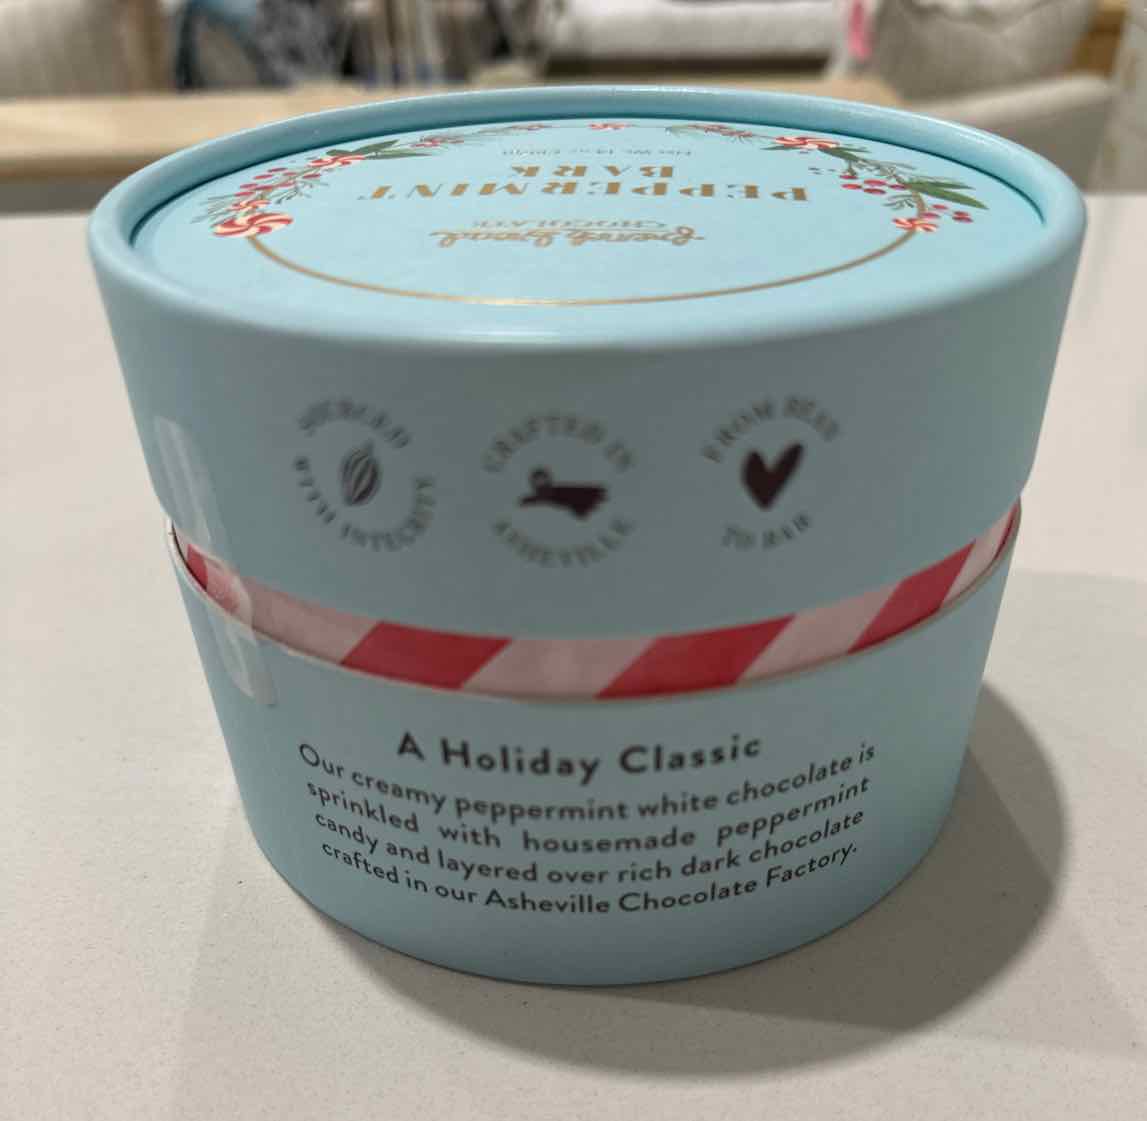 French Broad
CHOCOLATE
PEPPERMINT
BARK
SOURCED
WITH INTEGRITY
CRAFTED IN
ASHEVILLE
FROM BEAN
TO BAR
A Holiday Classic
Our creamy peppermint white chocolate is
sprinkled with housemade peppermint
candy and layered over rich dark chocolate
crafted in our Asheville Chocolate Factory.